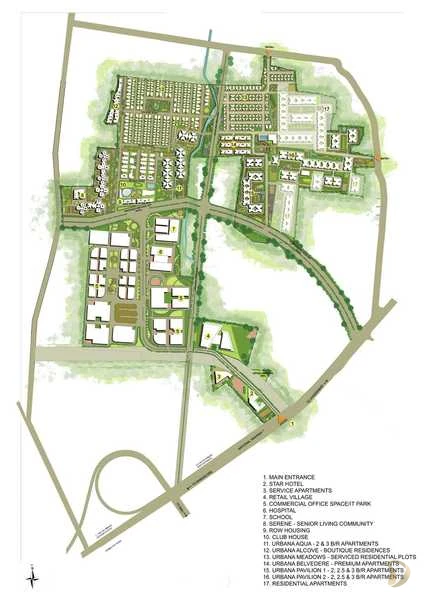 17
NATIONAL HIGHWAY
1. MAIN ENTRANCE
2. STAR HOTEL
3. SERVICE APARTMENTS
4. RETAIL VILLAGE
5. COMMERCIAL OFFICE SPACE/IT PARK
6. HOSPITAL
7. SCHOOL
8. SERENE - SENIOR LIVING COMMUNITY
9. ROW HOUSING
10. CLUB HOUSE
11. URBANA AQUA - 2 & 3 B/R APARTMENTS
12. URBANA ALCOVE - BOUTIQUE RESIDENCES
13. URBANA MEADOWS - SERVICED RESIDENTIAL PLOTS
14. URBANA BELVEDERE - PREMIUM APARTMENTS
15. URBANA PAVILION 1 - 2, 2.5 & 3 B/R APARTMENTS
16. URBANA PAVILION 2 - 2, 2.5 & 3 B/R APARTMENTS
17. RESIDENTIAL APARTMENTS